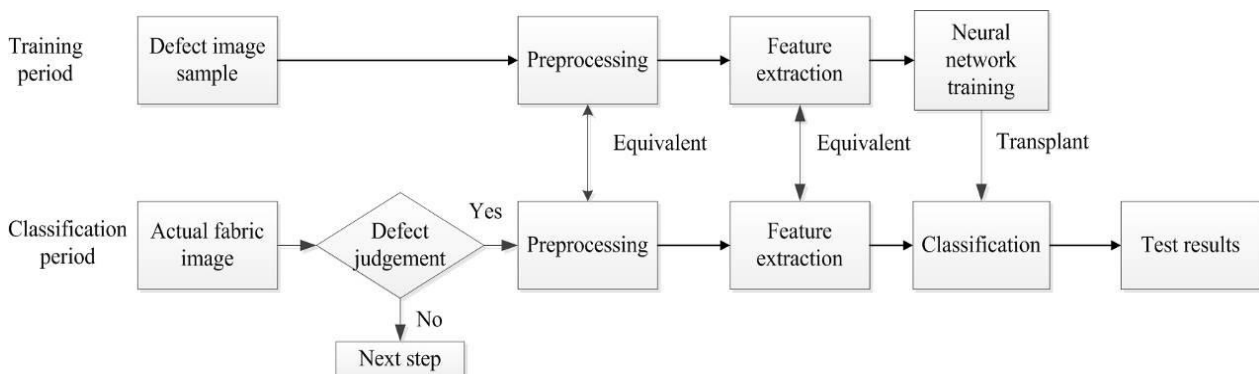 Training
period
Defect image
sample
Preprocessing
Feature
extraction
Neural
network
training
Equivalent
Equivalent
Transplant
Classification
period
Actual fabric
image
Defect
judgement
Yes
Preprocessing
Feature
extraction
Classification
Test results
No
Next step